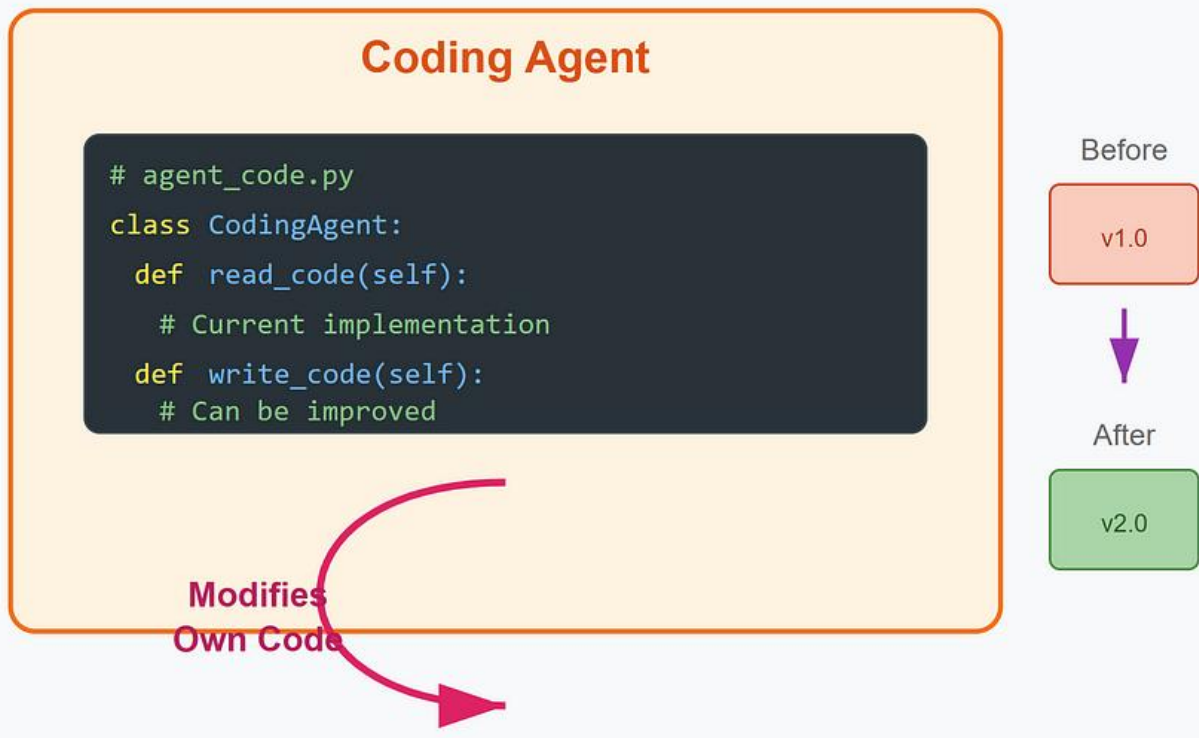 Coding Agent
# agent_code.py
class CodingAgent:
def read_code(self):
# Current implementation
def write_code(self):
# Can be improved
Modifies
Own Code
Before
v1.0
After
v2.0